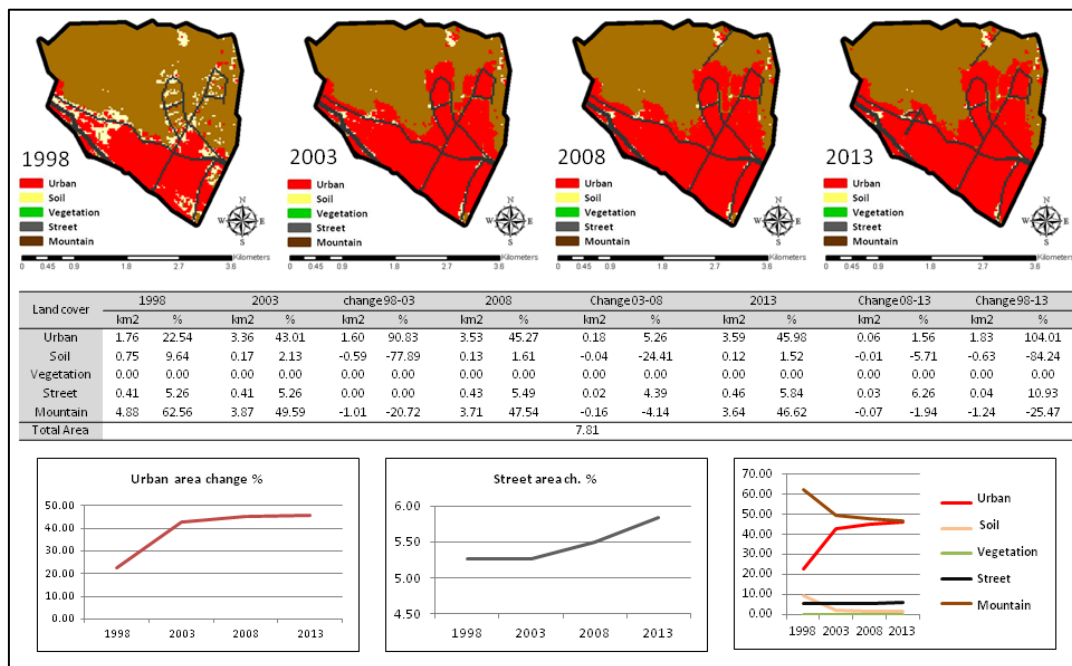 1998
Urban
Soil
Vegetation
Street
Mountain
N
W E
S
0 0.45 0.9 1.8 2.7 3.6
Kilometers
2003
Urban
Soil
Vegetation
Street
Mountain
N
W E
S
0 0.45 0.9 1.8 2.7 3.6
Kilometers
2008
Urban
Soil
Vegetation
Street
Mountain
N
W E
S
0 0.45 0.9 1.8 2.7 3.6
Kilometers
2013
Urban
Soil
Vegetation
Street
Mountain
N
W E
S
0 0.45 0.9 1.8 2.7 3.6
Kilometers
Land cover 1998 2003 change98-03 2008 Change03-08 2013 Change08-13 Change98-13
km2 % km2 % km2 % km2 % km2 % km2 % km2 % km2 %
Urban 1.76 22.54 3.36 43.01 1.60 90.83 3.53 45.27 0.18 5.26 3.59 45.98 0.06 1.56 1.83 104.01
Soil 0.75 9.64 0.17 2.13 -0.59 -77.89 0.13 1.61 -0.04 -24.41 0.12 1.52 -0.01 -5.71 -0.63 -84.24
Vegetation 0.00 0.00 0.00 0.00 0.00 0.00 0.00 0.00 0.00 0.00 0.00 0.00 0.00 0.00 0.00 0.00
Street 0.41 5.26 0.41 5.26 0.00 0.00 0.43 5.49 0.02 4.39 0.46 5.84 0.03 6.26 0.04 10.93
Mountain 4.88 62.56 3.87 49.59 -1.01 -20.72 3.71 47.54 -0.16 -4.14 3.64 46.62 -0.07 -1.94 -1.24 -25.47
Total Area 7.81
Urban area change %
50.00
40.00
30.00
20.00
10.00
0.00
1998 2003 2008 2013
Street area ch. %
6.00
5.50
5.00
4.50
1998 2003 2008 2013
70.00
60.00
50.00
40.00
30.00
20.00
10.00
0.00
1998 2003 2008 2013
Urban
Soil
Vegetation
Street
Mountain